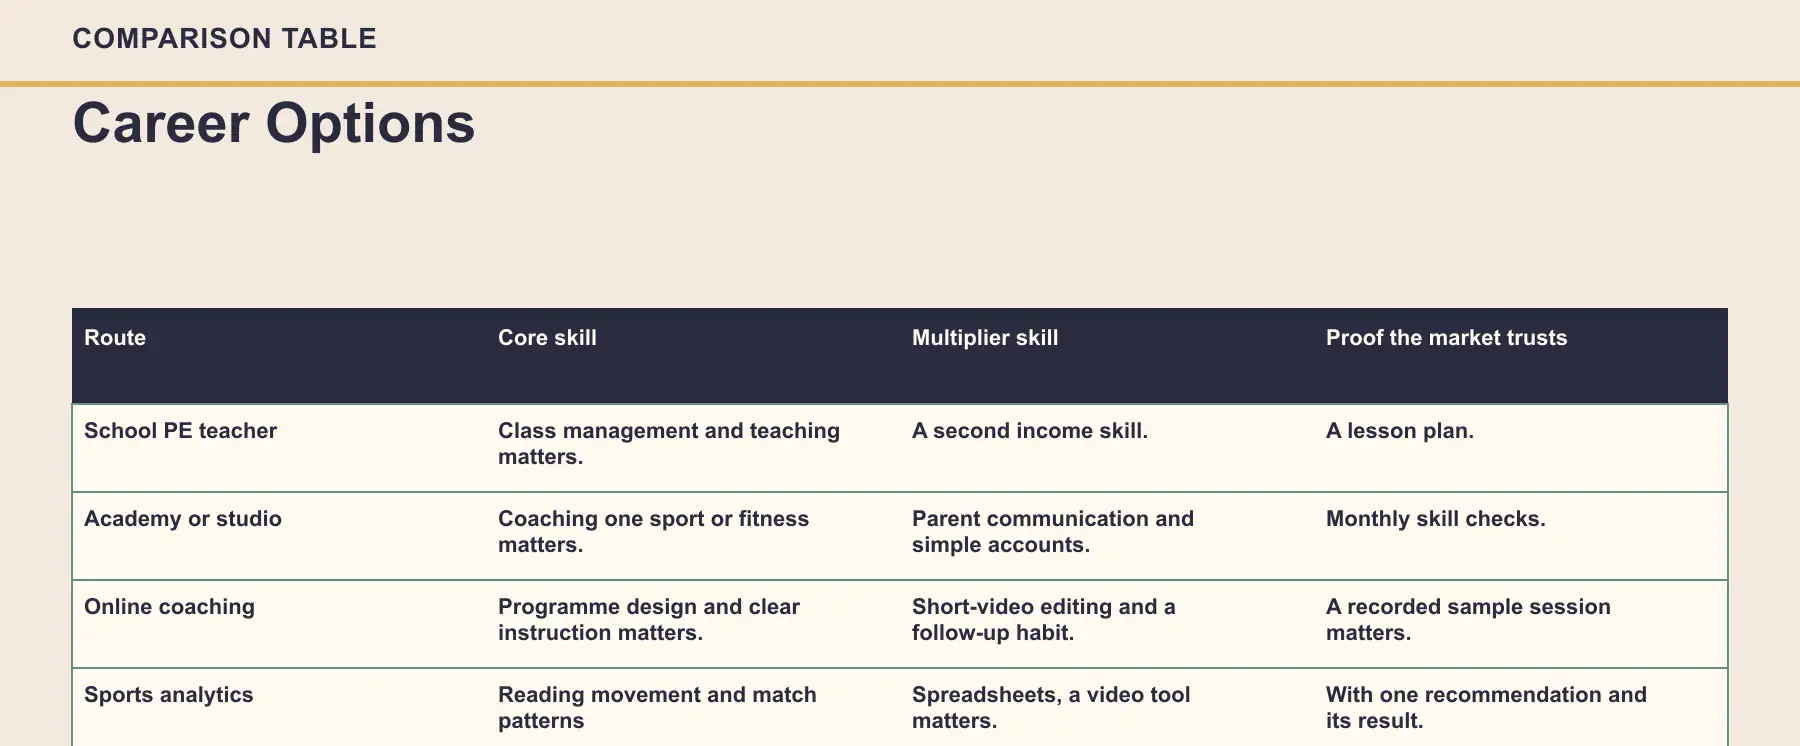 COMPARISON TABLE
Career Options
Route Core skill Multiplier skill Proof the market trusts
School PE teacher Class management and teaching A second income skill. A lesson plan.
matters.
Academy or studio Coaching one sport or fitness Parent communication and Monthly skill checks.
matters. simple accounts.
Online coaching Programme design and clear Short-video editing and a A recorded sample session
instruction matters. follow-up habit. matters.
Sports analytics Reading movement and match Spreadsheets, a video tool With one recommendation and
patterns matters. its result.